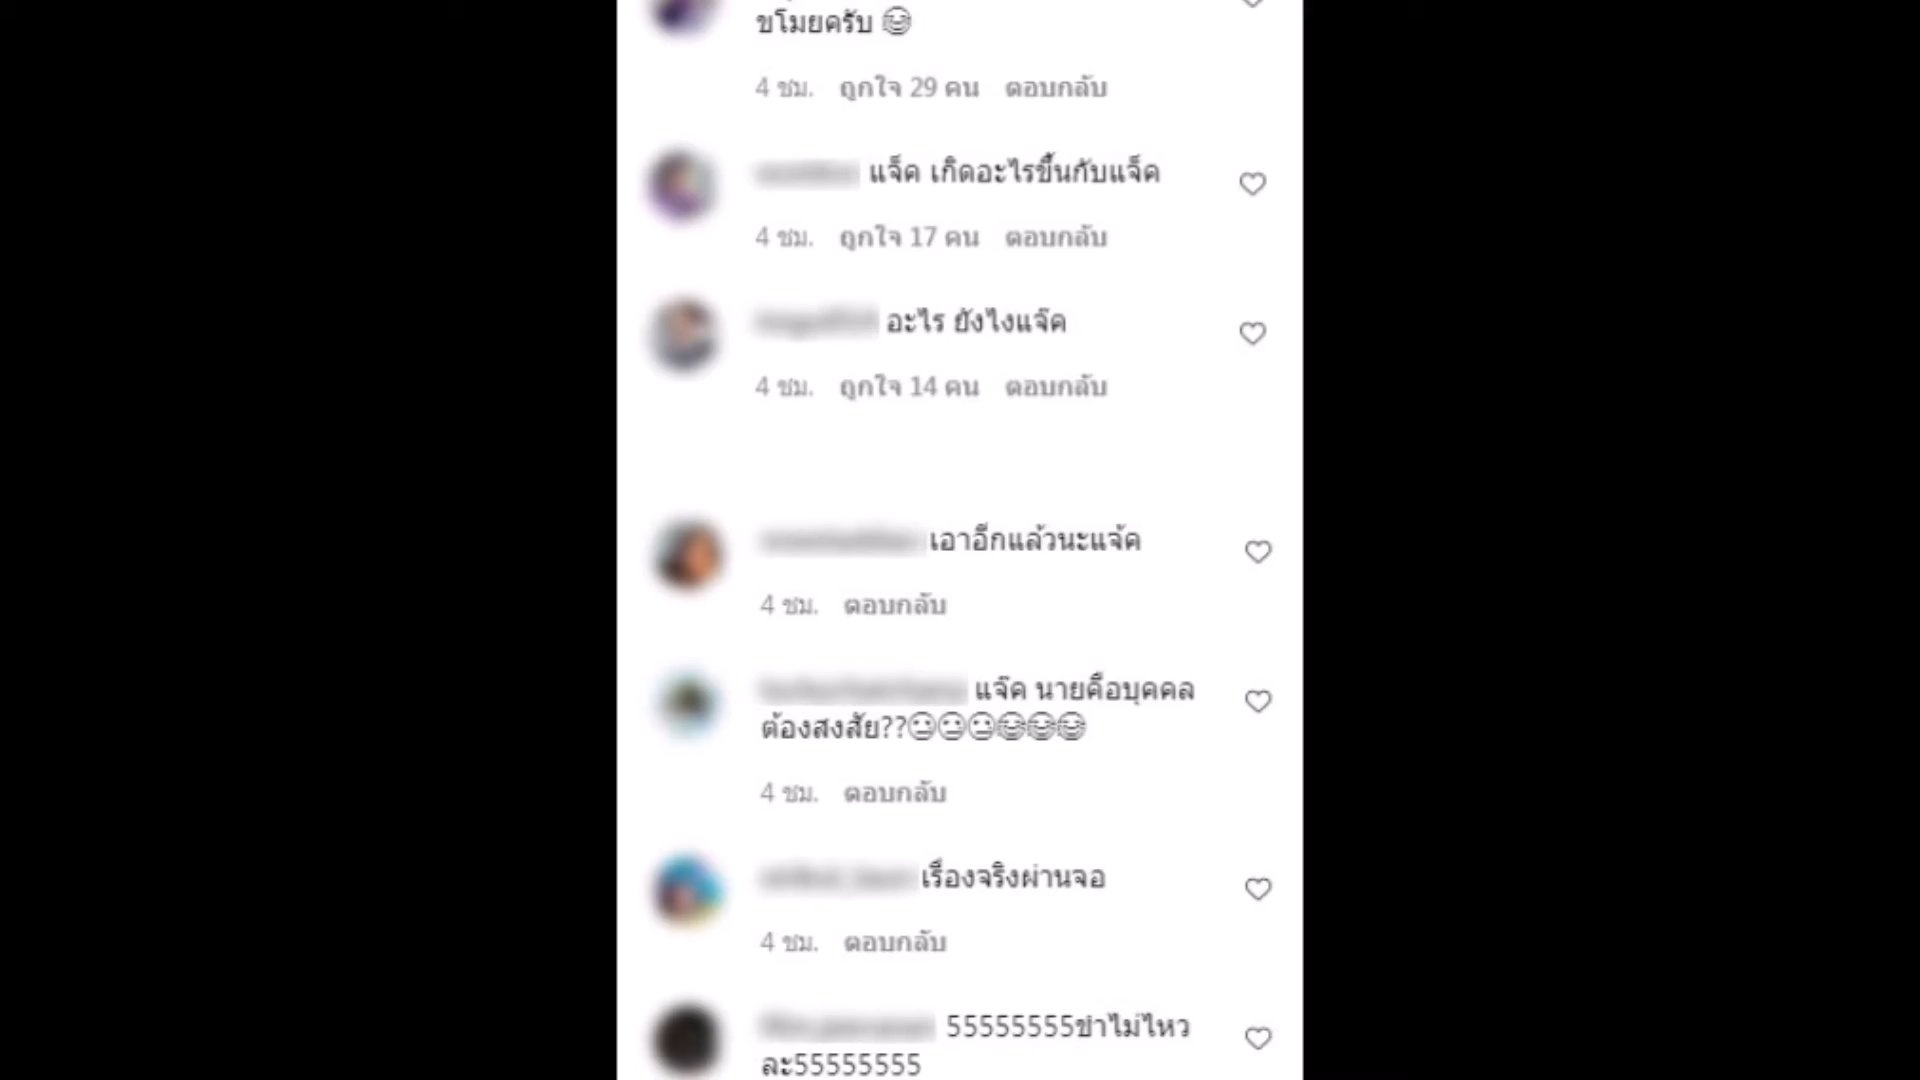 ขโมยครับ 😂
4 ชม. ถูกใจ 29 คน ตอบกลับ
แจ็ค เกิดอะไรขึ้นกับแจ็ค
4 ชม. ถูกใจ 17 คน ตอบกลับ
อะไร ยังไงแจ๊ค
4 ชม. ถูกใจ 14 คน ตอบกลับ
เอาอีกแล้วนะแจ้ค
4 ชม. ตอบกลับ
แจ๊ค นายคือบุคคล
ต้องสงสัย??
4 ชม. ตอบกลับ
เรื่องจริงผ่านจอ
4 ชม. ตอบกลับ
55555555ขำไม่ไหว
ละ55555555